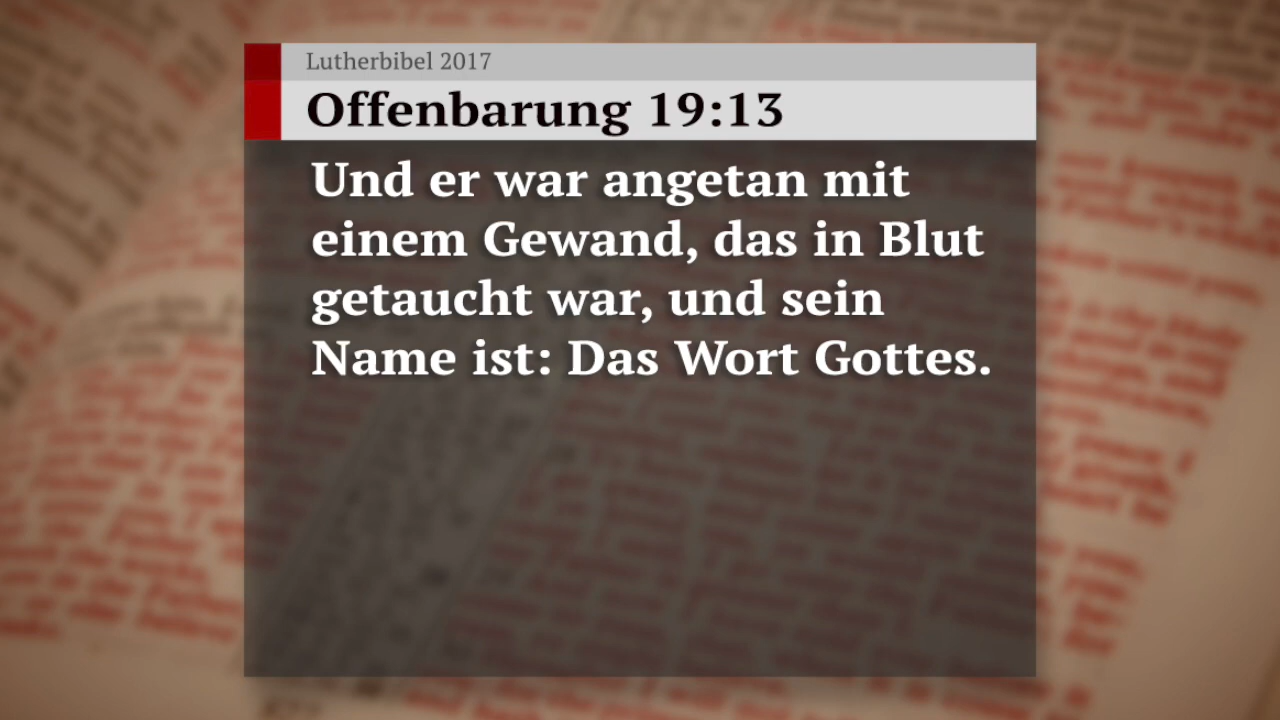 Lutherbibel 2017
Offenbarung 19:13
Und er war angetan mit
einem Gewand, das in Blut
getaucht war, und sein
Name ist: Das Wort Gottes.